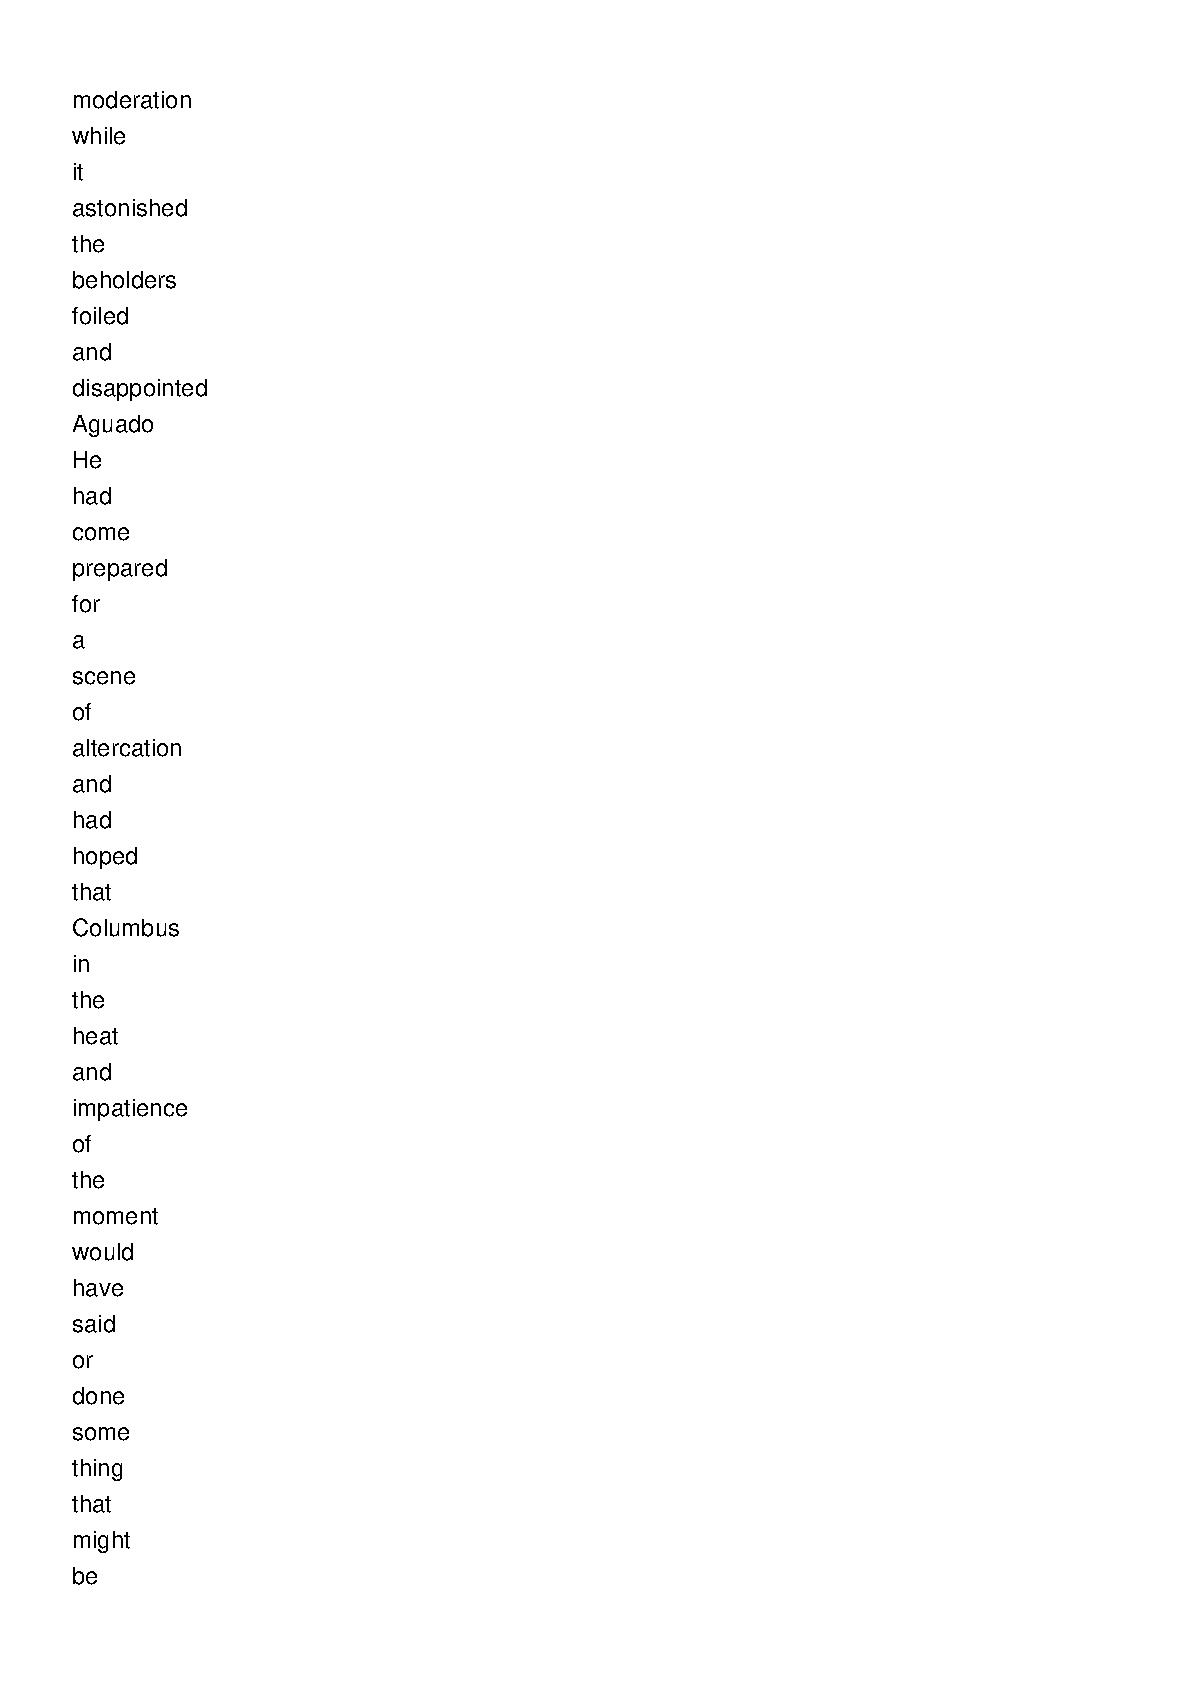 moderation
while
it
astonished
the
beholders
foiled
and
disappointed
Aguado
He
had
come
prepared
for
a
scene
of
altercation
and
had
hoped
that
Columbus
in
the
heat
and
impatience
of
the
moment
would
have
said
or
done
some
thing
that
might
be